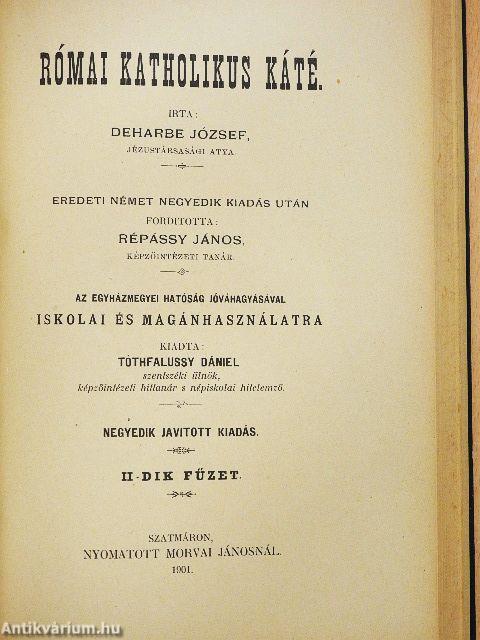 RÓMAI KATHOLIKUS KÁTÉ.
IRTA:
DEHARBE JÓZSEF,
JÉZUSTÁRSASÁGI ATYA.
EREDETI NÉMET NEGYEDIK KIADÁS UTÁN
FORDITOTTA:
RÉPÁSSY JÁNOS,
KÉPZŐINTÉZETI TANÁR.
AZ EGYHÁZMEGYEI HATÓSÁG JÓVÁHAGYÁSÁVAL
ISKOLAI ÉS MAGÁNHASZNÁLATRA
KIADTA:
TÓTHFALUSSY DÁNIEL
szentszéki ülnök,
képzőintézeti hittanár s népiskolai hitelemző.
NEGYEDIK JAVITOTT KIADÁS.
II-DIK FŰZET.
SZATMÁRON,
NYOMATOTT MORVAI JÁNOSNÁL.
1901.
Antikvárium.hu